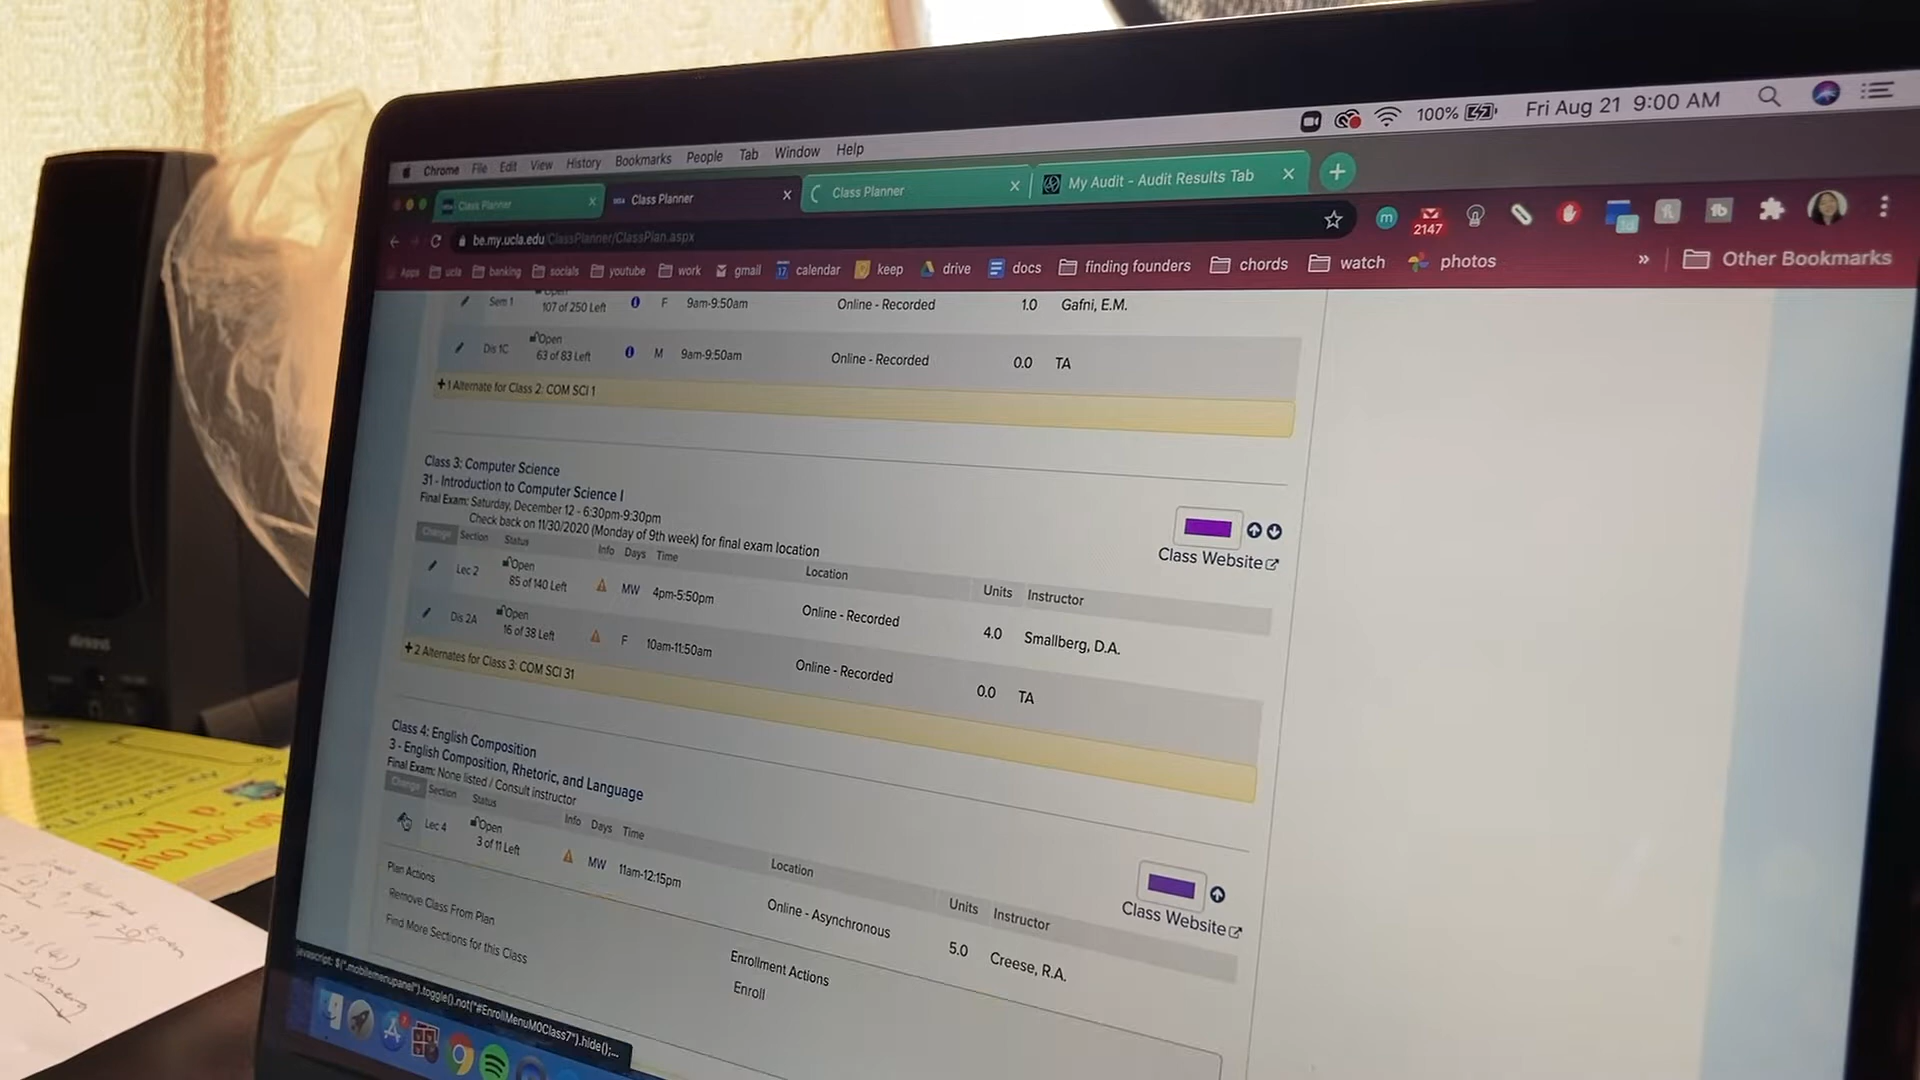 Chrome File Edit View History Bookmarks People Tab Window Help 100% Fri Aug 21 9:00 AM
Class Planner Class Planner Class Planner My Audit - Audit Results Tab
be.my.ucla.edu/ClassPlanner/ClassPlan.aspx 2147
Apps ucla banking socials youtube work gmail calendar keep drive docs finding founders chords watch photos » Other Bookmarks
Sem 1 Open
107 of 250 Left F 9am-9:50am Online - Recorded 1.0 Gafni, E.M.
Dis 1C Open
63 of 83 Left M 9am-9:50am Online - Recorded 0.0 TA
+1 Alternate for Class 2: COM SCI 1
Class 3: Computer Science
31 - Introduction to Computer Science I
Final Exam: Saturday, December 12 - 6:30pm-9:30pm
Check back on 11/30/2020 (Monday of 9th week) for final exam location
Class Website
Change Section Status Info Days Time Location Units Instructor
Lec 2 Open
85 of 140 Left MW 4pm-5:50pm Online - Recorded 4.0 Smallberg, D.A.
Dis 2A Open
16 of 38 Left F 10am-11:50am Online - Recorded 0.0 TA
+2 Alternates for Class 3: COM SCI 31
Class 4: English Composition
3 - English Composition, Rhetoric, and Language
Final Exam: None listed / Consult instructor
Class Website
Change Section Status Info Days Time Location Units Instructor
Lec 4 Open
3 of 11 Left MW 11am-12:15pm Online - Asynchronous 5.0 Creese, R.A.
Plan Actions
Remove Class From Plan
Find More Sections for this Class
Enrollment Actions
Enroll
javascript: $(".mobilemenupanel").toggle().not("#EnrollMenuM0Class7").hide();...